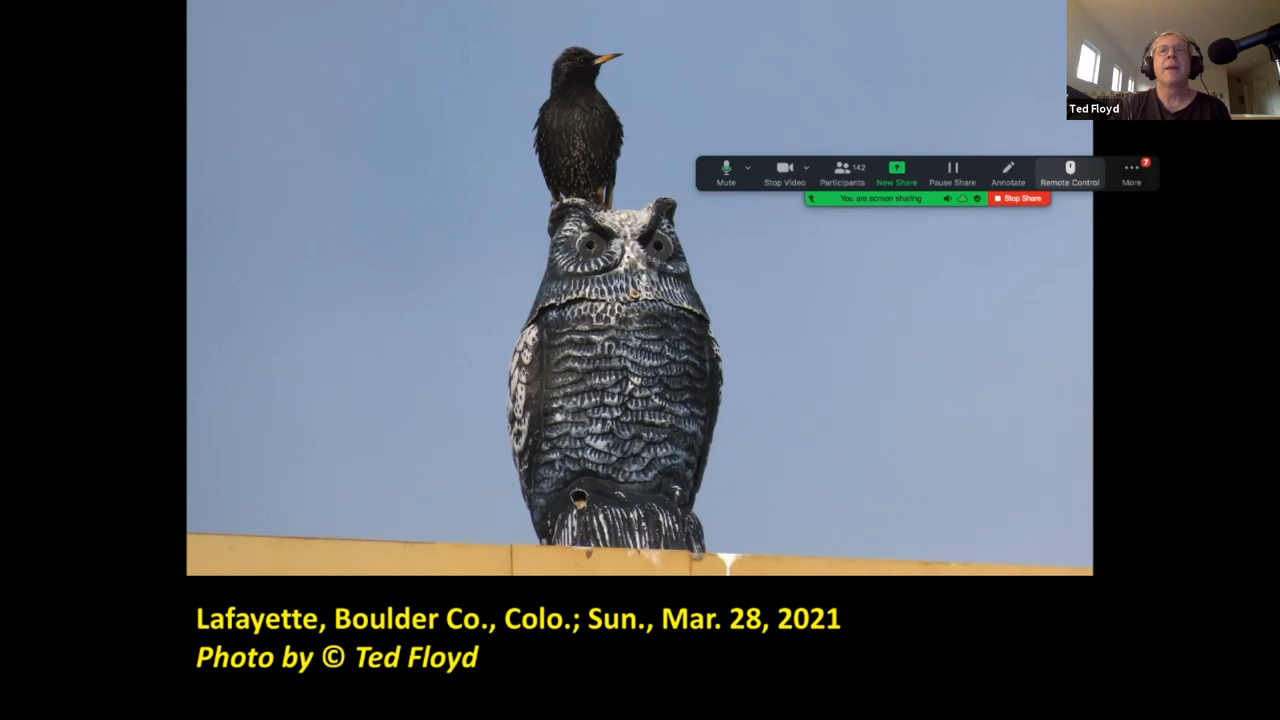 Ted Floyd
142
7
Mute
Stop Video
Participants
New Share
Pause Share
Annotate
Remote Control
More
You are screen sharing
Stop Share
Lafayette, Boulder Co., Colo.; Sun., Mar. 28, 2021
Photo by © Ted Floyd